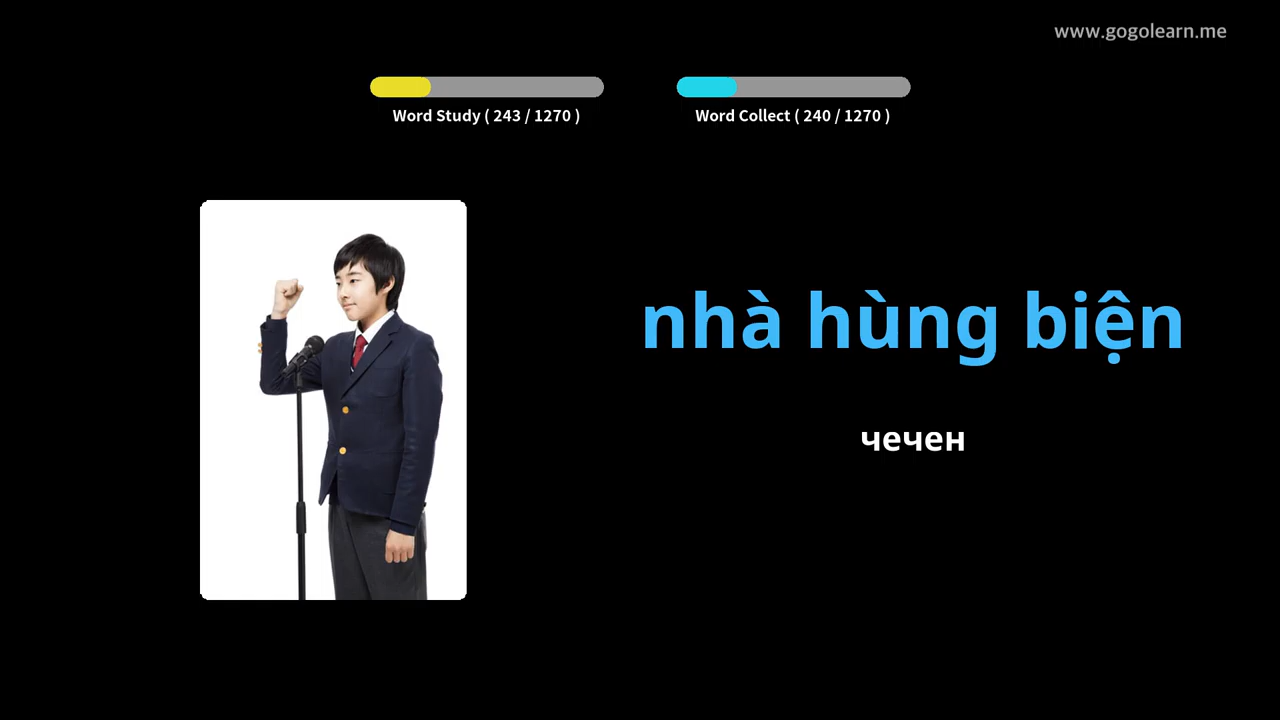 www.gogolearn.me
Word Study ( 243 / 1270 )
Word Collect ( 240 / 1270 )
nhà hùng biện
чечен